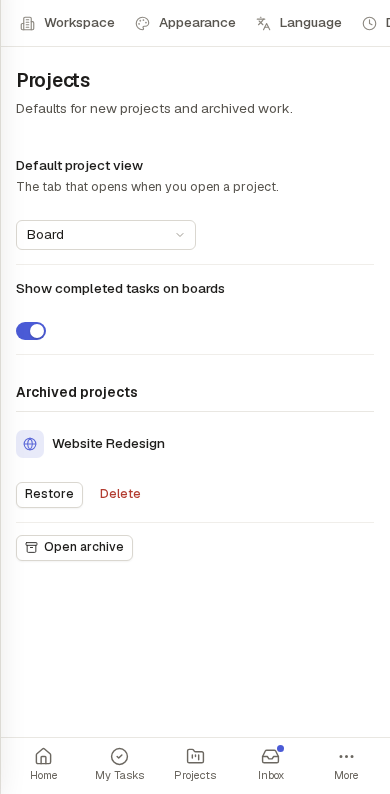 Workspace
Appearance
Language
Projects
Defaults for new projects and archived work.
Default project view
The tab that opens when you open a project.
Board
Show completed tasks on boards
Archived projects
Website Redesign
Restore
Delete
Open archive
Home
My Tasks
Projects
Inbox
More